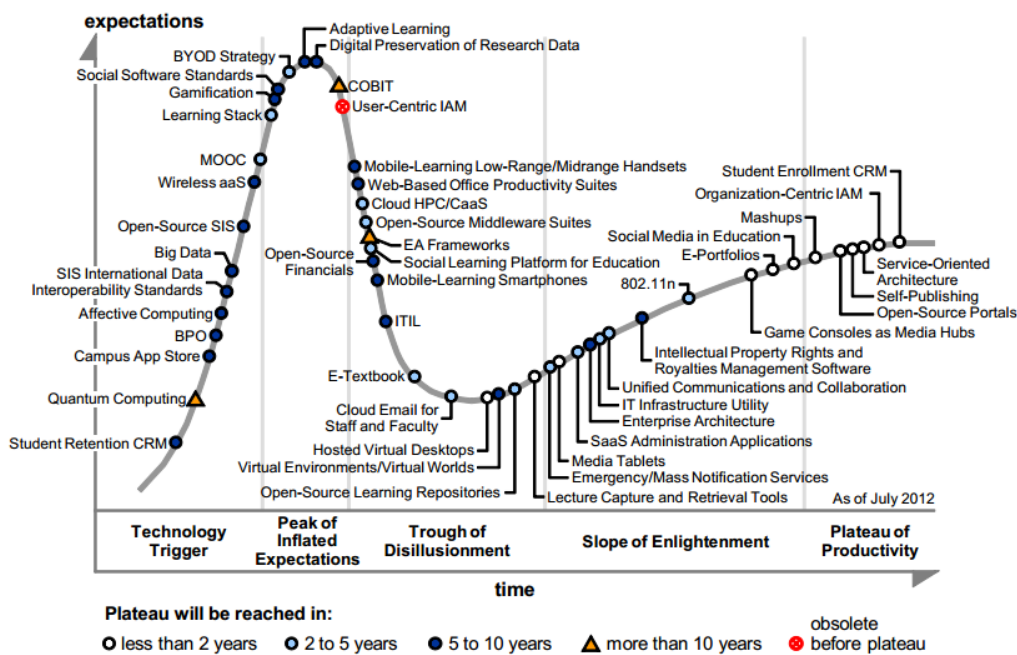 expectations
Adaptive Learning
Digital Preservation of Research Data
BYOD Strategy
Social Software Standards
COBIT
Gamification
User-Centric IAM
Learning Stack
MOOC
Mobile-Learning Low-Range/Midrange Handsets
Student Enrollment CRM
Wireless aaS
Web-Based Office Productivity Suites
Organization-Centric IAM
Cloud HPC/CaaS
Mashups
Open-Source SIS
Open-Source Middleware Suites
Social Media in Education
EA Frameworks
Big Data
Open-Source
Financials
Social Learning Platform for Education
E-Portfolios
SIS International Data
Interoperability Standards
Mobile-Learning Smartphones
802.11n
Service-Oriented
Architecture
Self-Publishing
Open-Source Portals
Affective Computing
ITIL
BPO
Game Consoles as Media Hubs
Campus App Store
Intellectual Property Rights and
Royalties Management Software
E-Textbook
Unified Communications and Collaboration
Quantum Computing
IT Infrastructure Utility
Cloud Email for
Staff and Faculty
Enterprise Architecture
Student Retention CRM
SaaS Administration Applications
Hosted Virtual Desktops
Media Tablets
Virtual Environments/Virtual Worlds
Emergency/Mass Notification Services
Open-Source Learning Repositories
Lecture Capture and Retrieval Tools
As of July 2012
Technology
Trigger
Peak of
Inflated
Expectations
Trough of
Disillusionment
Slope of Enlightenment
Plateau of
Productivity
time
Plateau will be reached in:
less than 2 years
2 to 5 years
5 to 10 years
more than 10 years
obsolete
before plateau